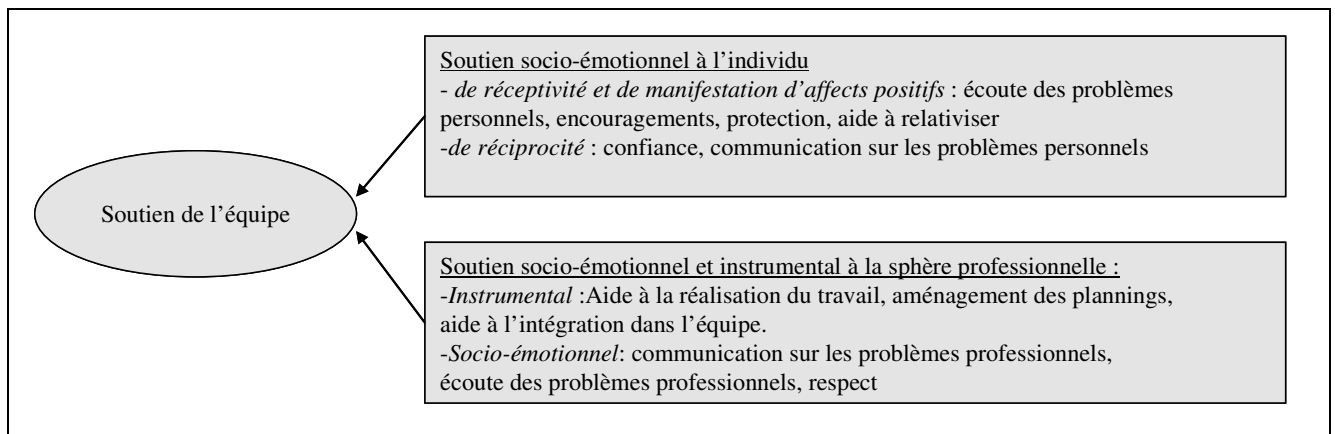 Soutien de l’équipe
Soutien socio-émotionnel à l’individu
- de réceptivité et de manifestation d’affects positifs : écoute des problèmes
personnels, encouragements, protection, aide à relativiser
-de réciprocité : confiance, communication sur les problèmes personnels
Soutien socio-émotionnel et instrumental à la sphère professionnelle :
-Instrumental :Aide à la réalisation du travail, aménagement des plannings,
aide à l’intégration dans l’équipe.
-Socio-émotionnel: communication sur les problèmes professionnels,
écoute des problèmes professionnels, respect